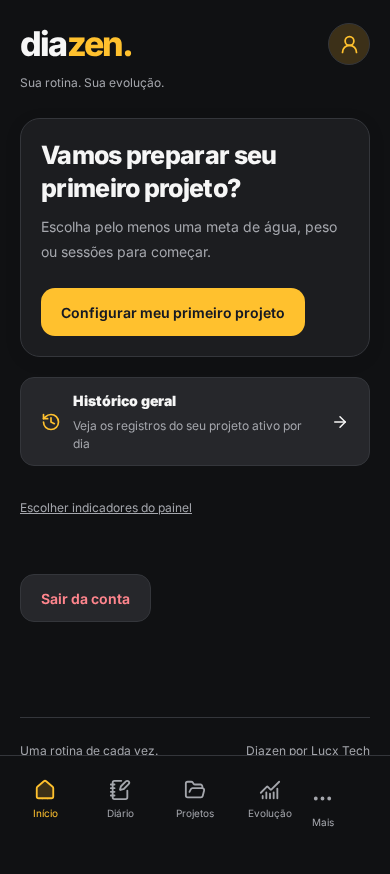 diazen.
Sua rotina. Sua evolução.
Vamos preparar seu
primeiro projeto?
Escolha pelo menos uma meta de água, peso
ou sessões para começar.
Configurar meu primeiro projeto
Histórico geral
Veja os registros do seu projeto ativo por
dia
Escolher indicadores do painel
Sair da conta
Uma rotina de cada vez. Diazen por Lucx Tech
Início Diário Projetos Evolução Mais